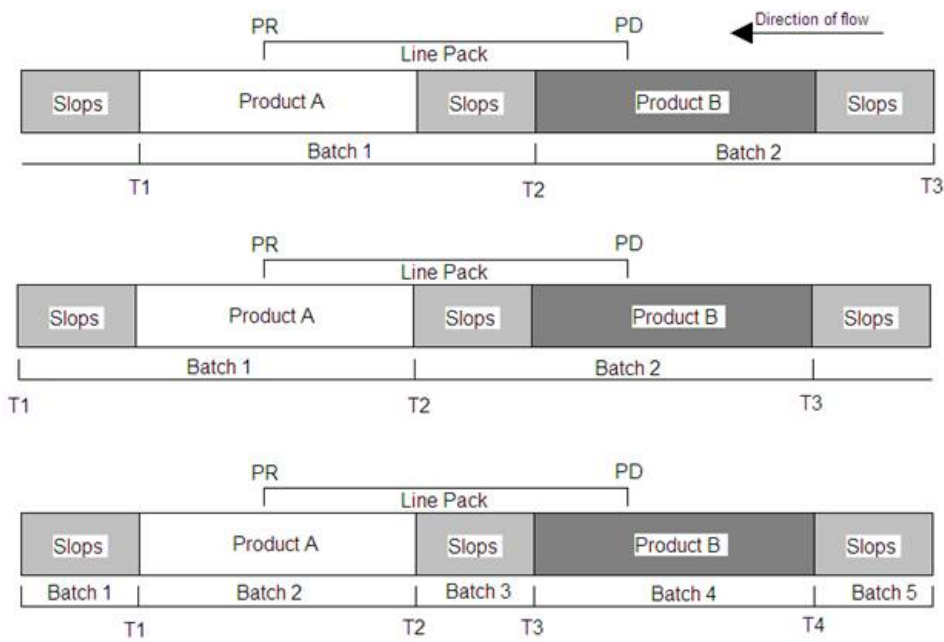 PR PD Direction of flow
Line Pack
Slops Product A Slops Product B Slops
Batch 1 Batch 2
T1 T2 T3
PR PD
Line Pack
Slops Product A Slops Product B Slops
Batch 1 Batch 2
T1 T2 T3
PR PD
Line Pack
Slops Product A Slops Product B Slops
Batch 1 Batch 2 Batch 3 Batch 4 Batch 5
T1 T2 T3 T4